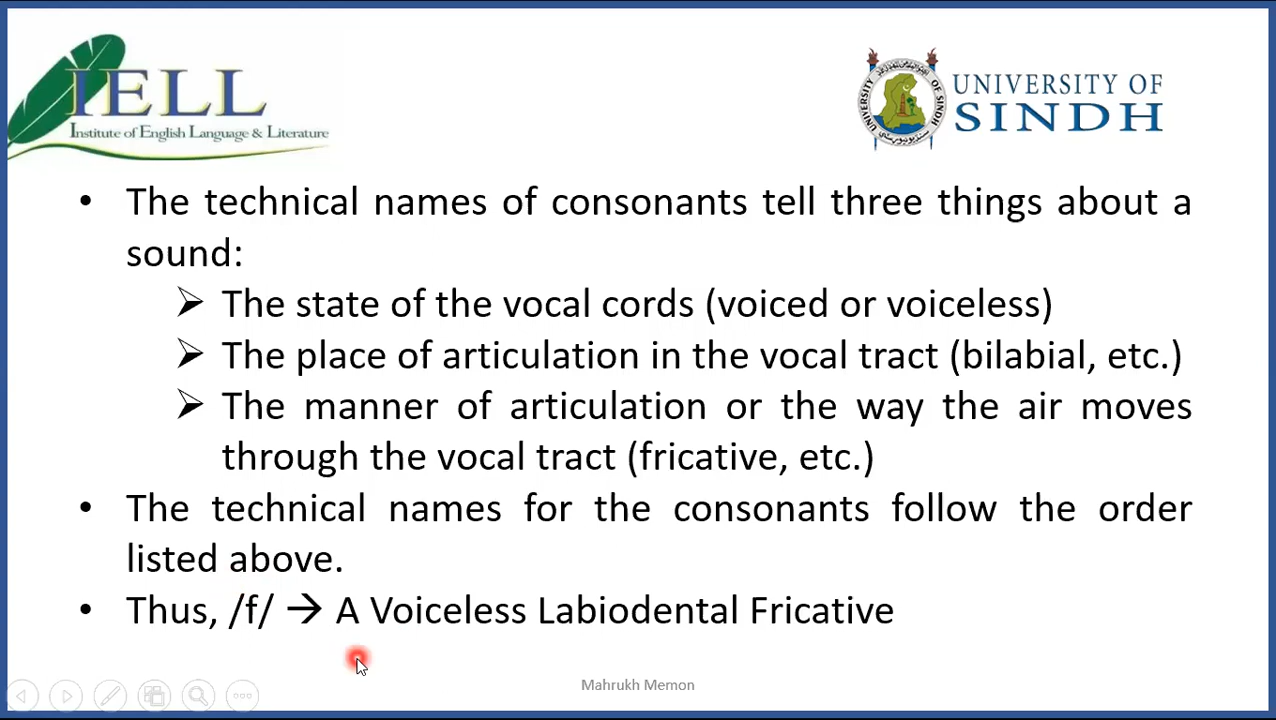 IELL
Institute of English Language & Literature
UNIVERSITY OF
SINDH
• The technical names of consonants tell three things about a
sound:
➢ The state of the vocal cords (voiced or voiceless)
➢ The place of articulation in the vocal tract (bilabial, etc.)
➢ The manner of articulation or the way the air moves
through the vocal tract (fricative, etc.)
• The technical names for the consonants follow the order
listed above.
• Thus, /f/ → A Voiceless Labiodental Fricative
Mahrukh Memon